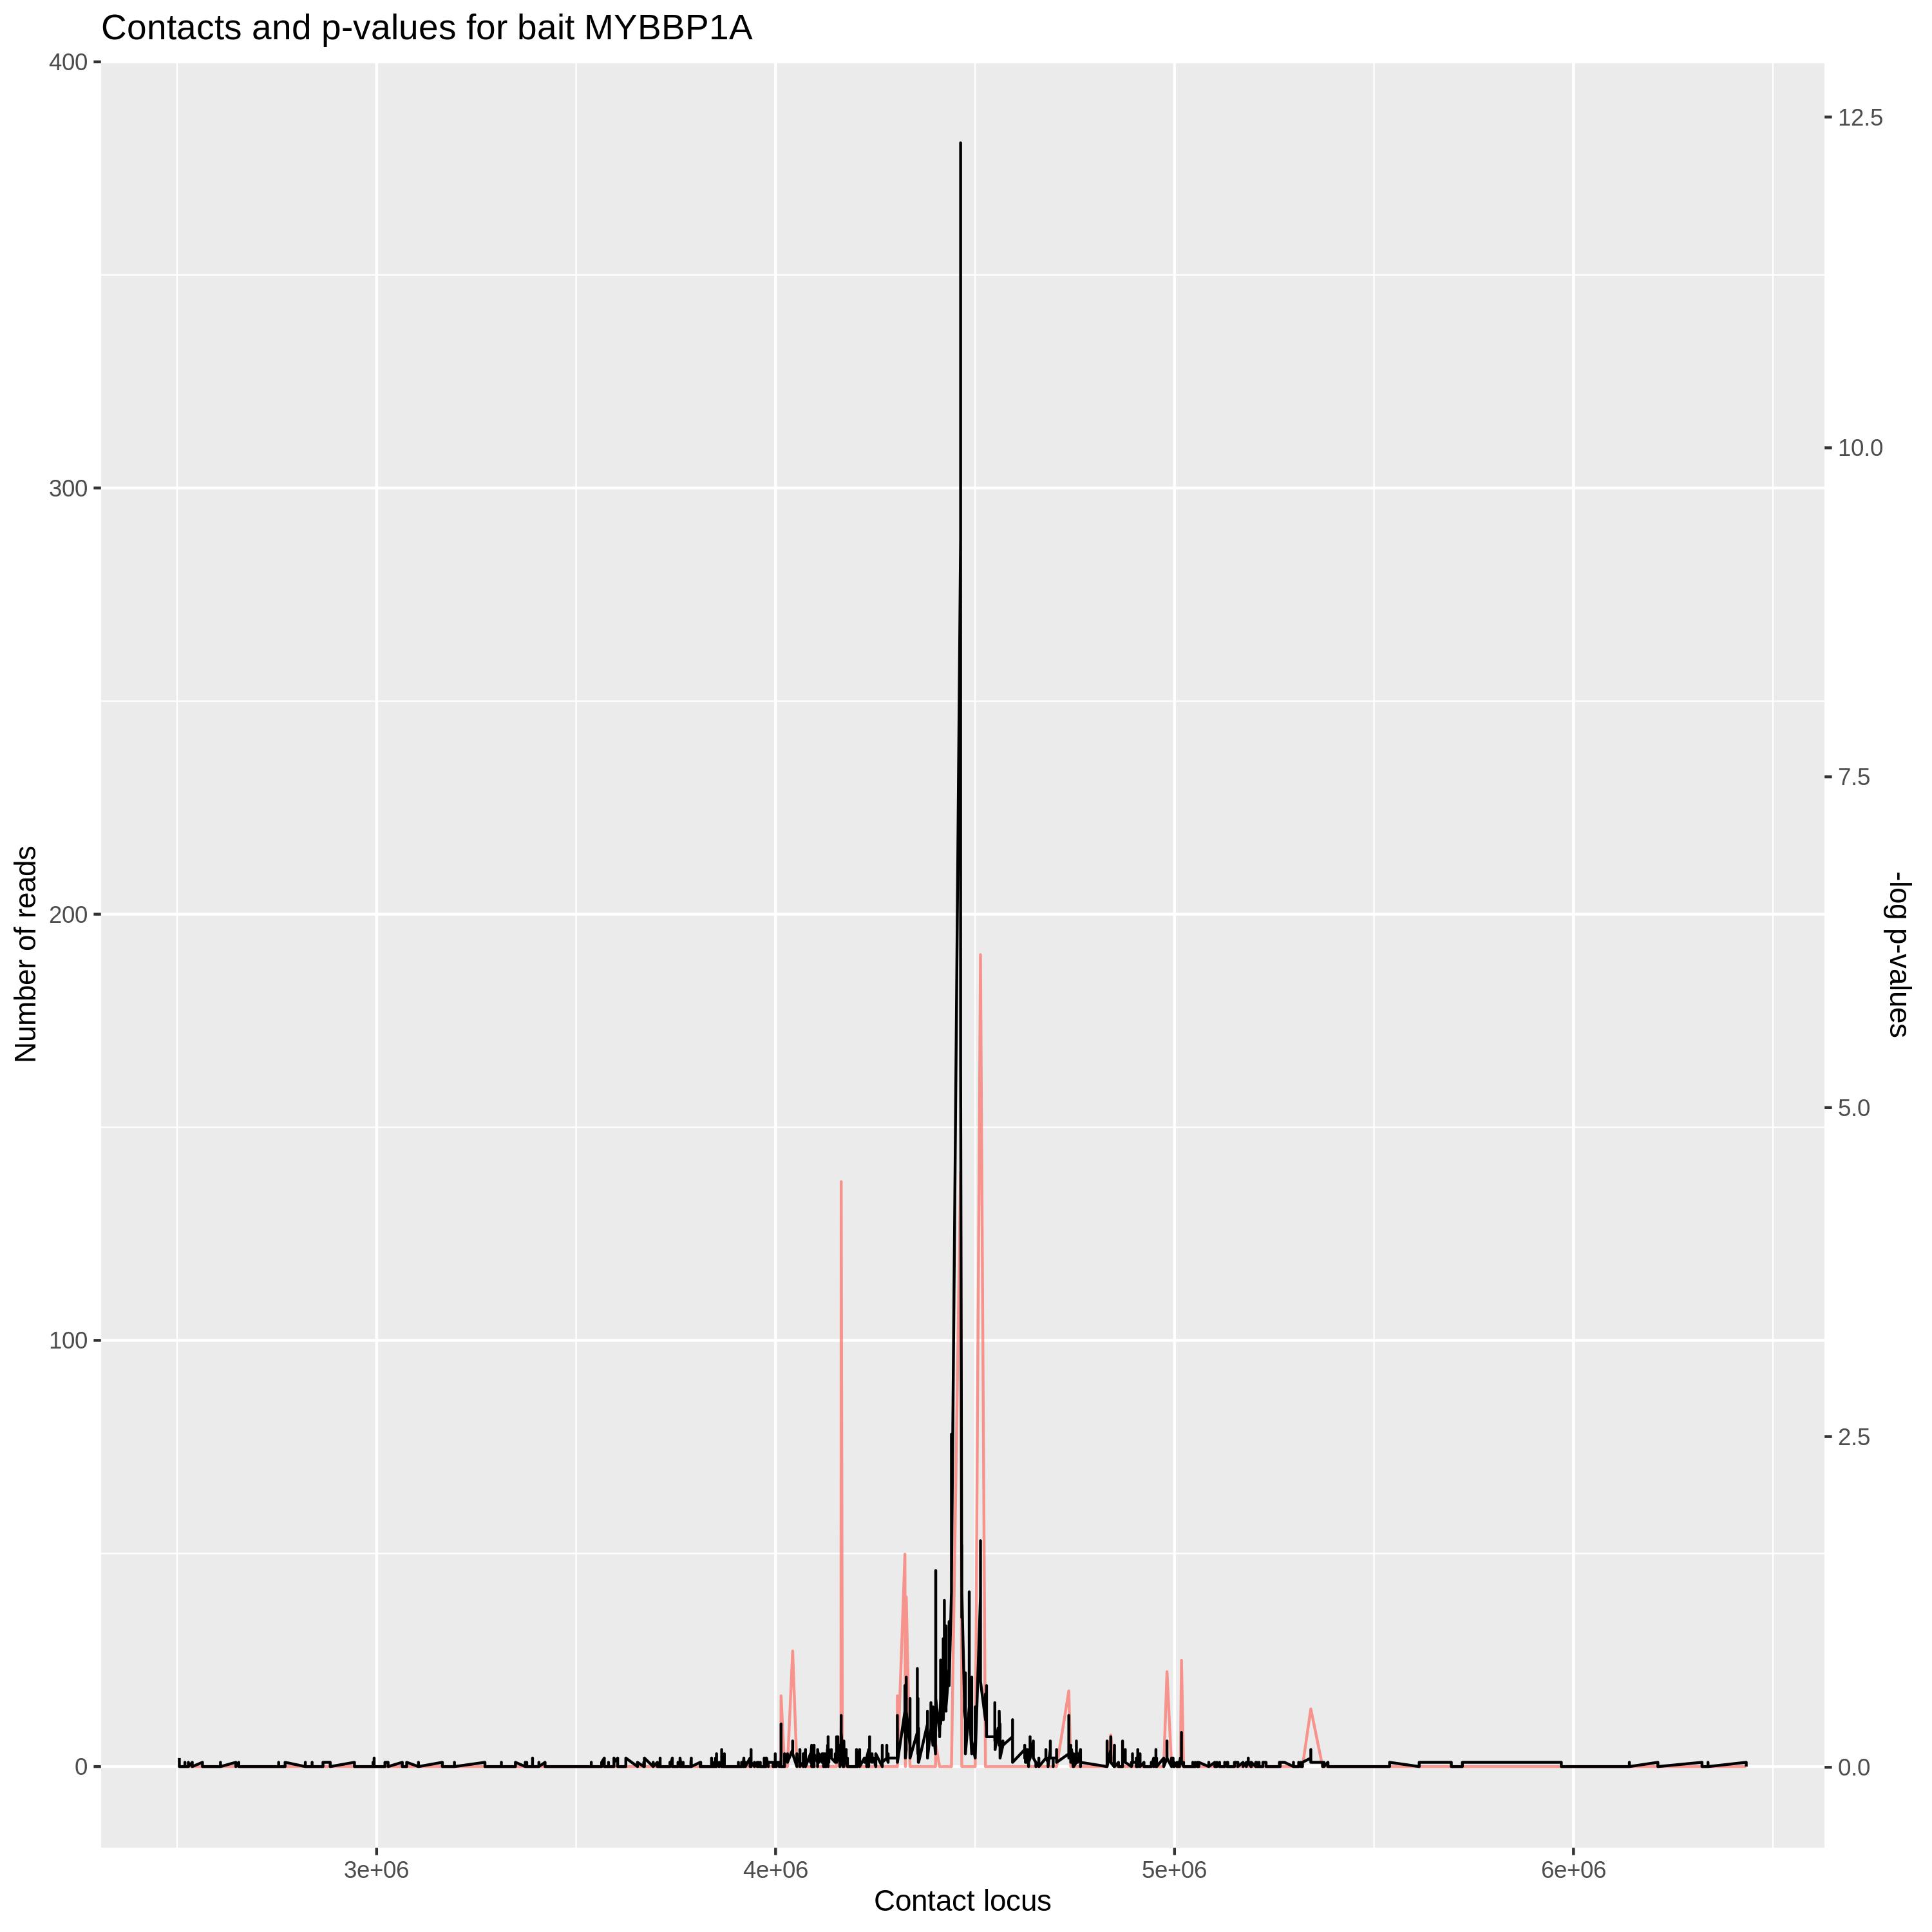 Contacts and p-values for bait MYBBP1A
400
300
200
100
0
Number of reads
12.5
10.0
7.5
5.0
2.5
0.0
-log p-values
3e+06
4e+06
5e+06
6e+06
Contact locus